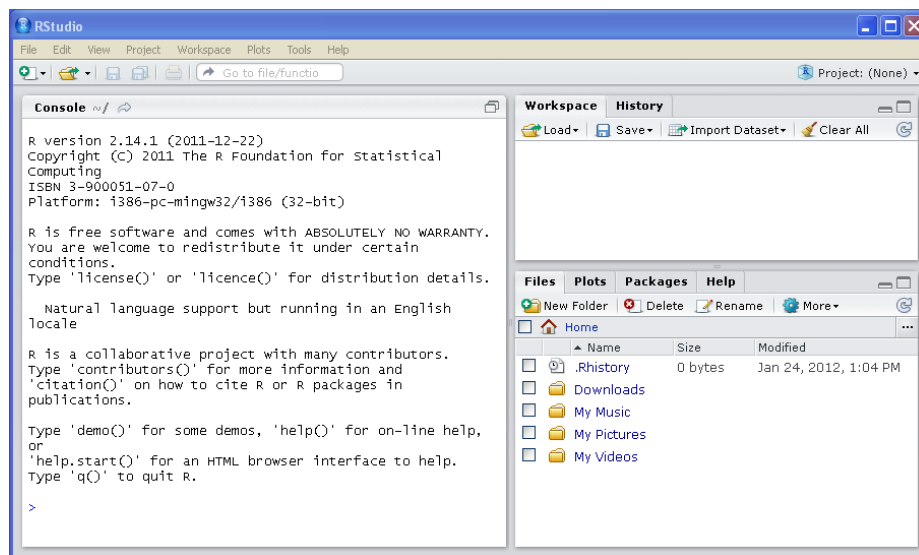 RStudio
File Edit View Project Workspace Plots Tools Help
Go to file/functio
Project: (None)
Console ~/
R version 2.14.1 (2011-12-22)
Copyright (C) 2011 The R Foundation for Statistical
Computing
ISBN 3-900051-07-0
Platform: i386-pc-mingw32/i386 (32-bit)
R is free software and comes with ABSOLUTELY NO WARRANTY.
You are welcome to redistribute it under certain
conditions.
Type 'license()' or 'licence()' for distribution details.
Natural language support but running in an English
locale
R is a collaborative project with many contributors.
Type 'contributors()' for more information and
'citation()' on how to cite R or R packages in
publications.
Type 'demo()' for some demos, 'help()' for on-line help,
or
'help.start()' for an HTML browser interface to help.
Type 'q()' to quit R.
>
Workspace History
Load Save Import Dataset Clear All
Files Plots Packages Help
New Folder Delete Rename More
Home
Name Size Modified
.Rhistory 0 bytes Jan 24, 2012, 1:04 PM
Downloads
My Music
My Pictures
My Videos